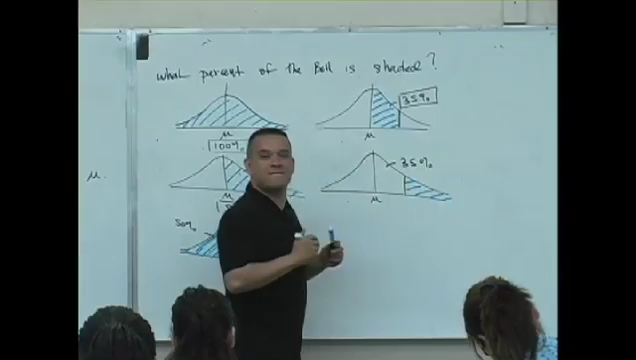 What percent of the Bell is shaded?
35%
μ
μ
100%
35%
μ
μ
50%